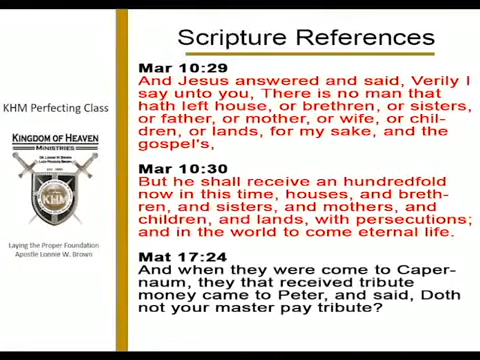 Scripture References
Mar 10:29
And Jesus answered and said, Verily I
say unto you, There is no man that
hath left house, or brethren, or sisters,
or father, or mother, or wife, or chil-
dren, or lands, for my sake, and the
gospel's,
Mar 10:30
But he shall receive an hundredfold
now in this time, houses, and breth-
ren, and sisters, and mothers, and
children, and lands, with persecutions;
and in the world to come eternal life.
Mat 17:24
And when they were come to Caper-
naum, they that received tribute
money came to Peter, and said, Doth
not your master pay tribute?
KHM Perfecting Class
KINGDOM OF HEAVEN
MINISTRIES
KHM
Laying the Proper Foundation
Apostle Lonnie W. Brown